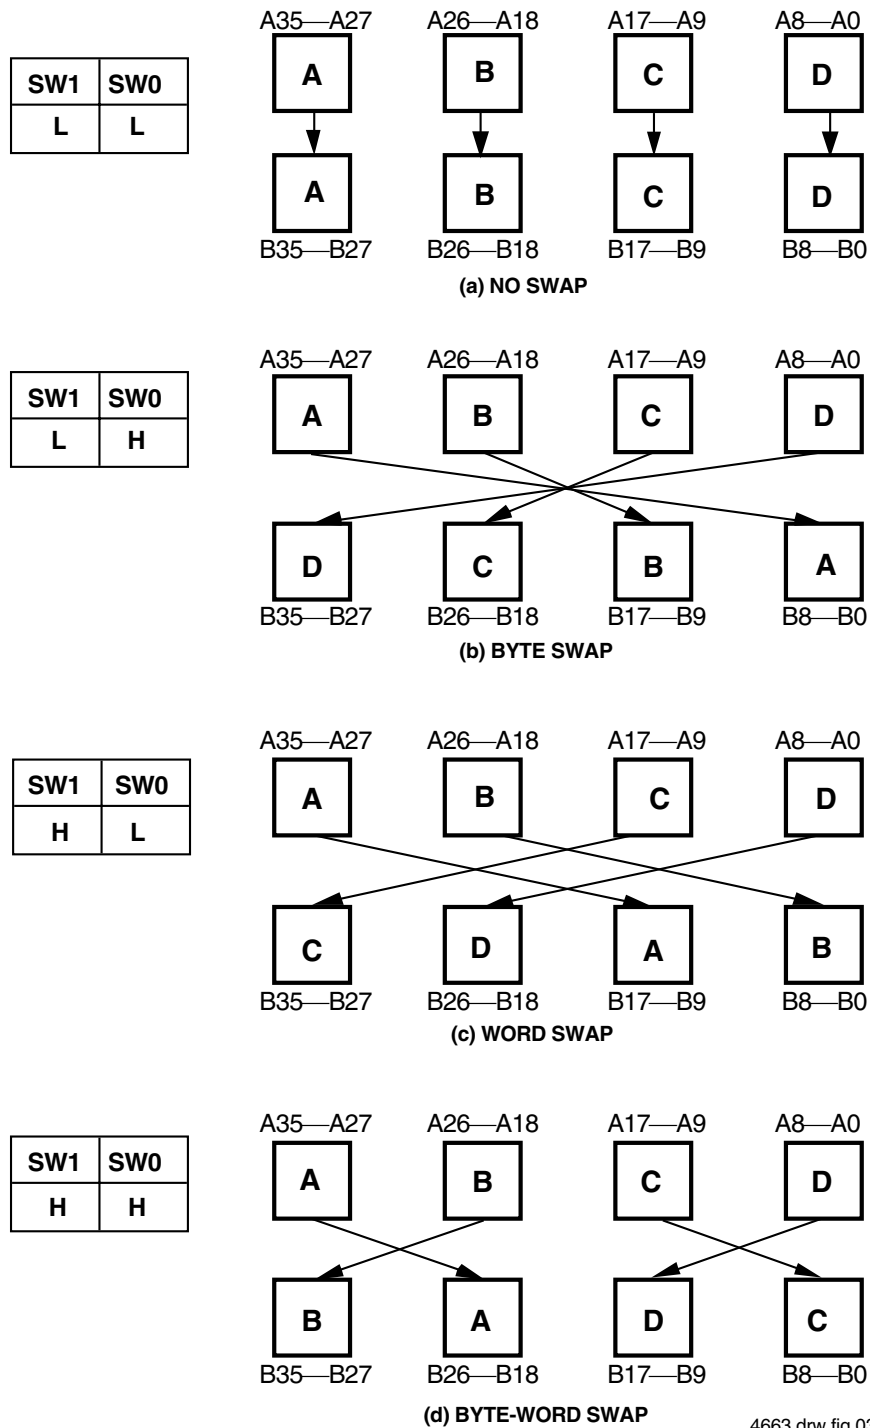 A35—A27 A26—A18 A17—A9 A8—A0
A B C D
SW1 SW0
L L
A B C D
B35—B27 B26—B18 B17—B9 B8—B0
(a) NO SWAP
A35—A27 A26—A18 A17—A9 A8—A0
SW1 SW0
A B C D
L H
D C B A
B35—B27 B26—B18 B17—B9 B8—B0
(b) BYTE SWAP
A35—A27 A26—A18 A17—A9 A8—A0
SW1 SW0
A B C D
H L
C D A B
B35—B27 B26—B18 B17—B9 B8—B0
(c) WORD SWAP
A35—A27 A26—A18 A17—A9 A8—A0
SW1 SW0
A B C D
H H
B A D C
B35—B27 B26—B18 B17—B9 B8—B0
(d) BYTE-WORD SWAP
4663 drw fig